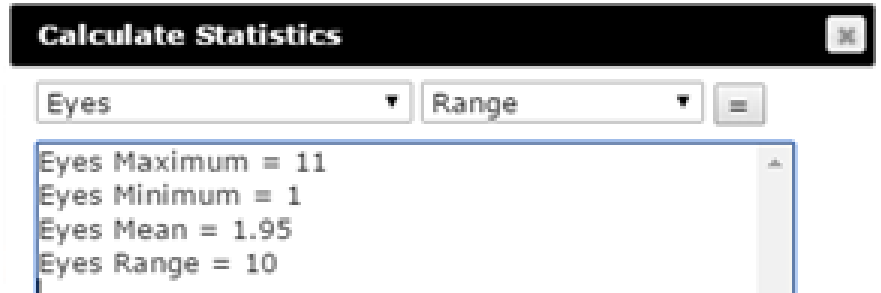 Calculate Statistics
Eyes Range =
Eyes Maximum = 11
Eyes Minimum = 1
Eyes Mean = 1.95
Eyes Range = 10